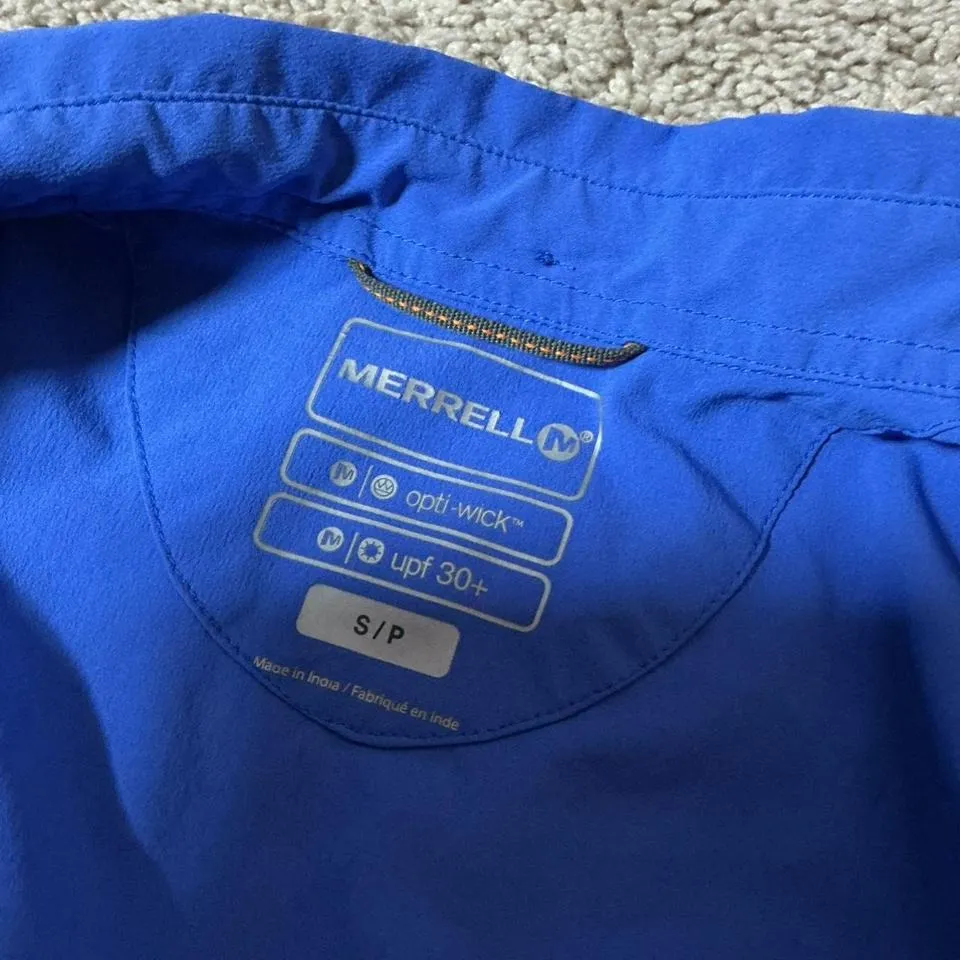 MERRELL M®
M | opti-wick™
M | upf 30+
S / P
Made in India / Fabriqué en Inde